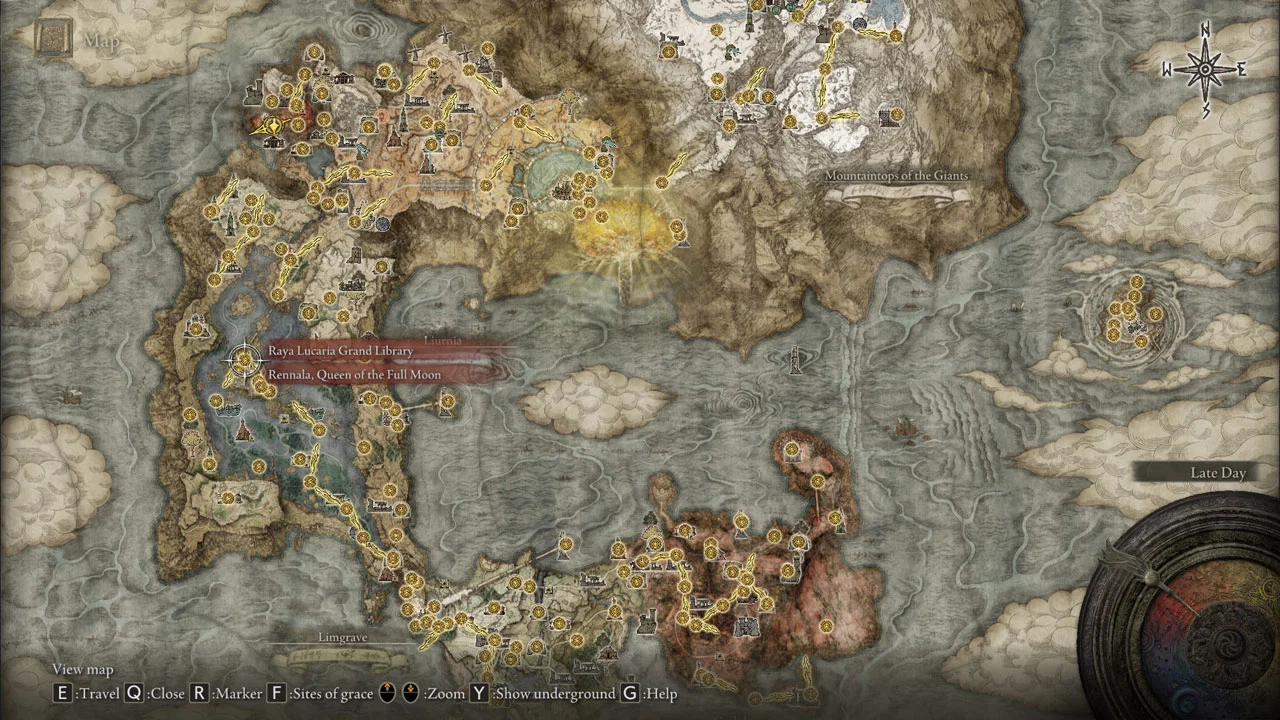 Map
N
W E
S
Mountaintops of the Giants
Liurnia
Raya Lucaria Grand Library
Rennala, Queen of the Full Moon
Late Day
Limgrave
View map
E :Travel Q :Close R :Marker F :Sites of grace :Zoom Y :Show underground G :Help